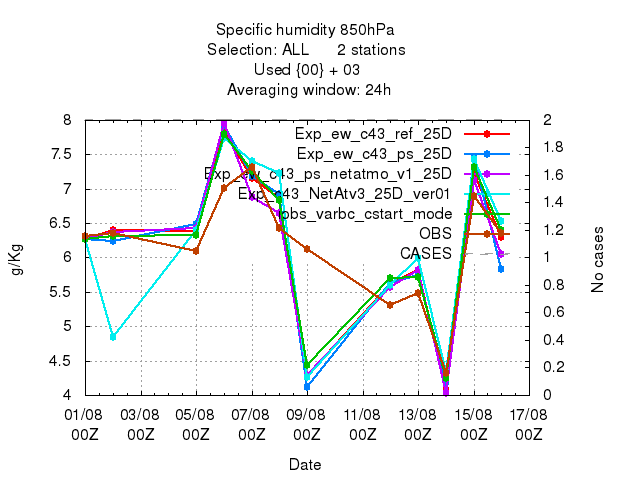 Specific humidity 850hPa
Selection: ALL 2 stations
Used {00} + 03
Averaging window: 24h
g/Kg
8
7.5
7
6.5
6
5.5
5
4.5
4
Exp_ew_c43_ref_25D
Exp_ew_c43_ps_25D
Exp_ew_c43_ps_netatmo_v1_25D
Exp_c43_NetAtv3_25D_ver01
obs_varbc_cstart_mode
OBS
CASES
2
1.8
1.6
1.4
1.2
1
0.8
0.6
0.4
0.2
0
No cases
01/08 03/08 05/08 07/08 09/08 11/08 13/08 15/08 17/08
00Z 00Z 00Z 00Z 00Z 00Z 00Z 00Z 00Z
Date